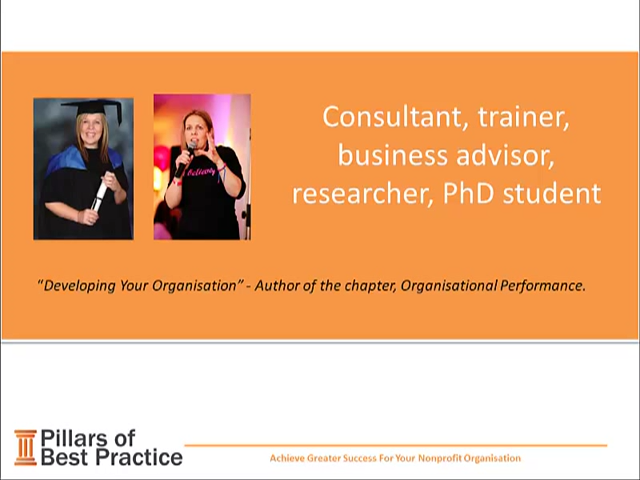 Consultant, trainer,
business advisor,
researcher, PhD student
"Developing Your Organisation" - Author of the chapter, Organisational Performance.
Pillars of
Best Practice
Achieve Greater Success For Your Nonprofit Organisation